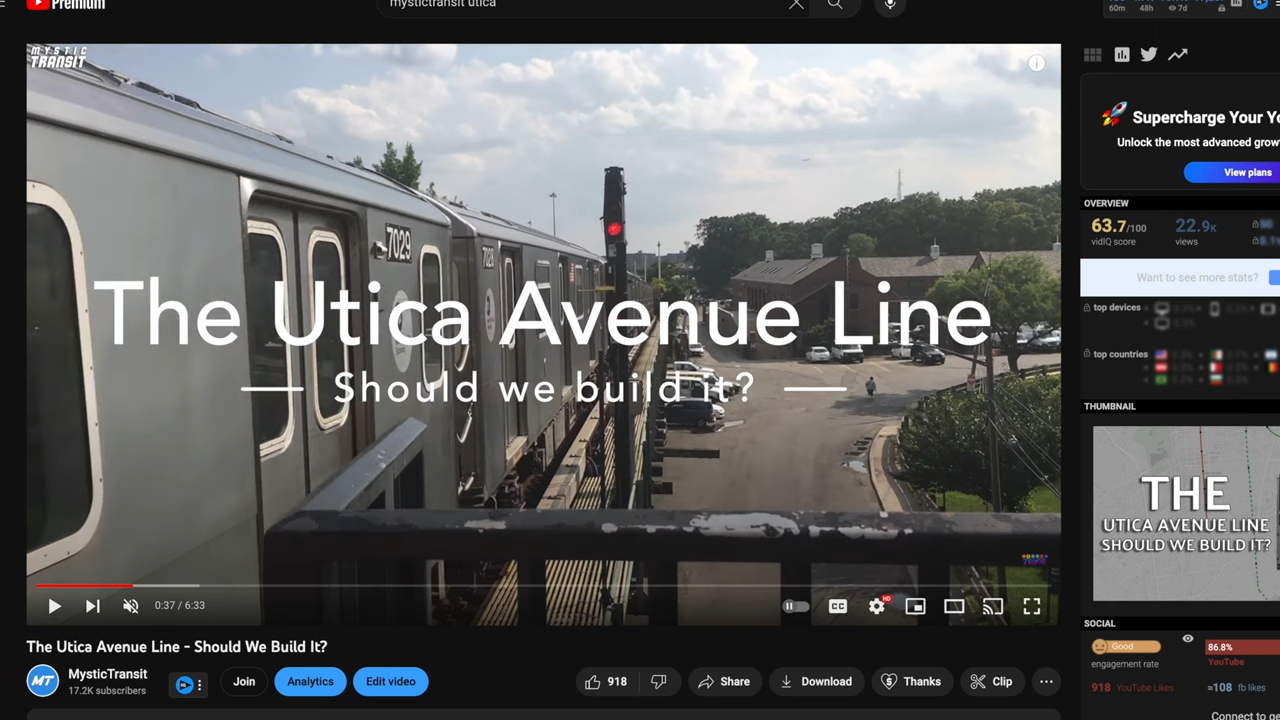 Premium
mystictransit utica
60m 48h 7d
MYSTIC
TRANSIT
7029
The Utica Avenue Line
Should we build it?
0:37 / 6:33
CC
HD
The Utica Avenue Line - Should We Build It?
MT
MysticTransit
17.2K subscribers
Join
Analytics
Edit video
918
Share
Download
Thanks
Clip
Supercharge Your Yo
Unlock the most advanced grow
View plans
OVERVIEW
63.7/100
vidIQ score
22.9K
views
Want to see more stats?
top devices
top countries
THUMBNAIL
THE
UTICA AVENUE LINE
SHOULD WE BUILD IT?
SOCIAL
Good
engagement rate
86.8%
YouTube
918 YouTube Likes
≈108 fb likes
Connect to ge